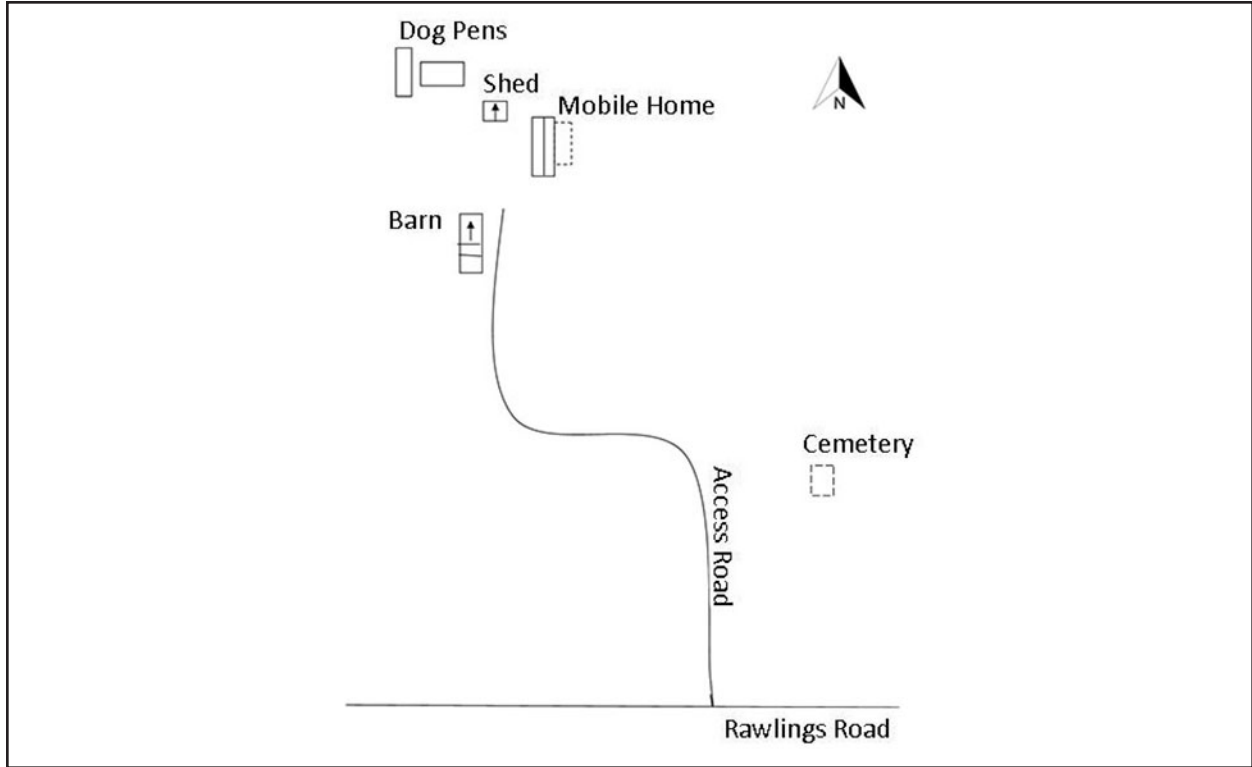 Dog Pens
Shed
Mobile Home
N
Barn
Cemetery
Access Road
Rawlings Road